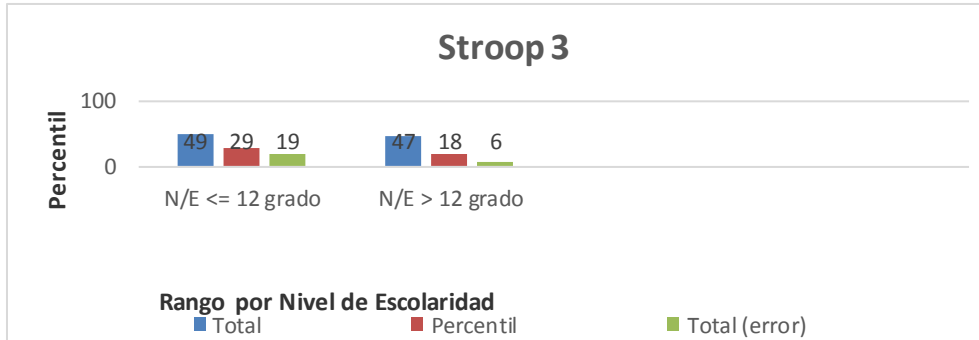 Stroop 3
Percentil
100
0
49 29 19
47 18 6
N/E <= 12 grado
N/E > 12 grado
Rango por Nivel de Escolaridad
Total
Percentil
Total (error)